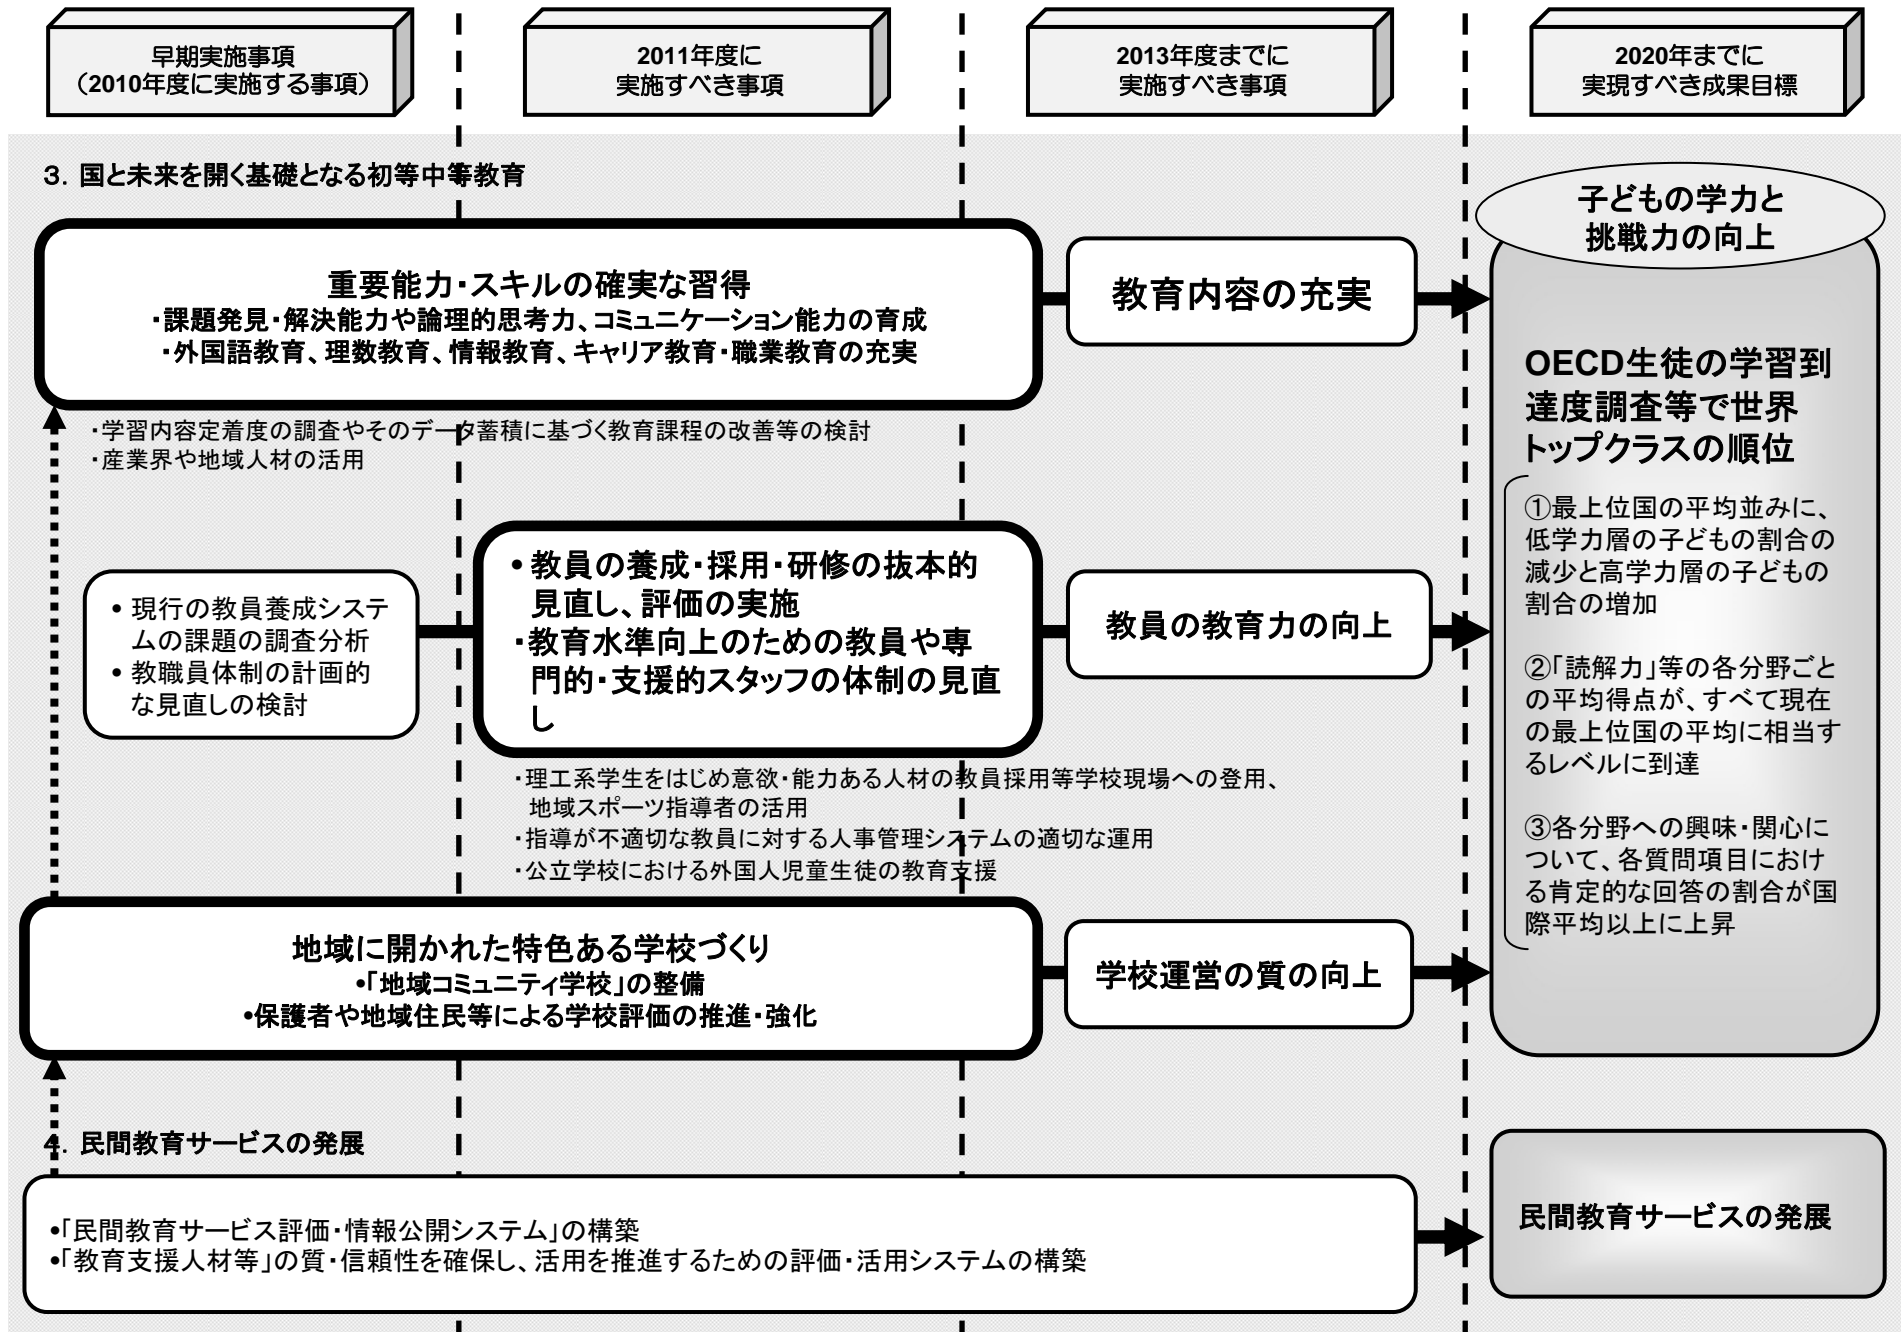 早期実施事項
（2010年度に実施する事項）
2011年度に
実施すべき事項
2013年度までに
実施すべき事項
2020年までに
実現すべき成果目標
３．国と未来を開く基礎となる初等中等教育
重要能力・スキルの確実な習得
・課題発見・解決能力や論理的思考力、コミュニケーション能力の育成
・外国語教育、理数教育、情報教育、キャリア教育・職業教育の充実
教育内容の充実
・学習内容定着度の調査やそのデータ蓄積に基づく教育課程の改善等の検討
・産業界や地域人材の活用
• 現行の教員養成システ
ムの課題の調査分析
• 教職員体制の計画的
な見直しの検討
• 教員の養成・採用・研修の抜本的
見直し、評価の実施
・教育水準向上のための教員や専
門的・支援的スタッフの体制の見直
し
教員の教育力の向上
・理工系学生をはじめ意欲・能力ある人材の教員採用等学校現場への登用、
地域スポーツ指導者の活用
・指導が不適切な教員に対する人事管理システムの適切な運用
・公立学校における外国人児童生徒の教育支援
地域に開かれた特色ある学校づくり
•「地域コミュニティ学校」の整備
•保護者や地域住民等による学校評価の推進・強化
学校運営の質の向上
子どもの学力と
挑戦力の向上
OECD生徒の学習到
達度調査等で世界
トップクラスの順位
①最上位国の平均並みに、
低学力層の子どもの割合の
減少と高学力層の子どもの
割合の増加
②「読解力」等の各分野ごと
の平均得点が、すべて現在
の最上位国の平均に相当す
るレベルに到達
③各分野への興味・関心に
ついて、各質問項目におけ
る肯定的な回答の割合が国
際平均以上に上昇
４．民間教育サービスの発展
•「民間教育サービス評価・情報公開システム」の構築
•「教育支援人材等」の質・信頼性を確保し、活用を推進するための評価・活用システムの構築
民間教育サービスの発展